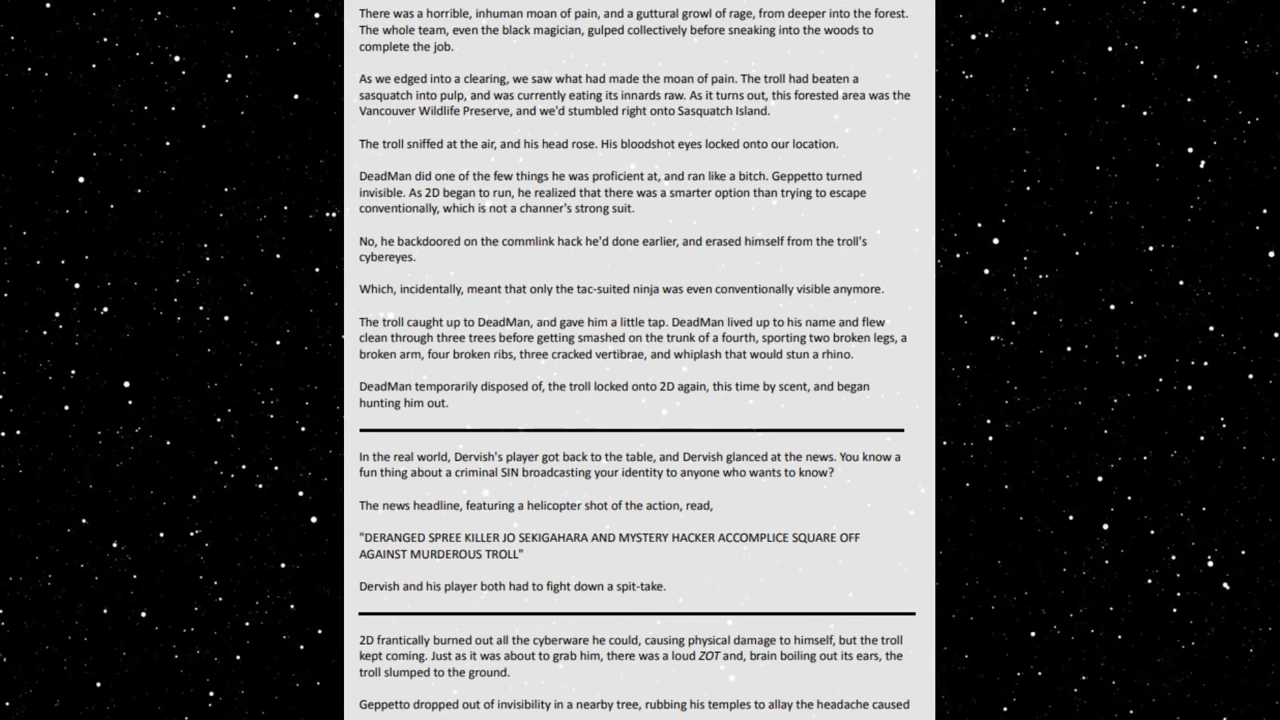 There was a horrible, inhuman moan of pain, and a guttural growl of rage, from deeper into the forest.
The whole team, even the black magician, gulped collectively before sneaking into the woods to
complete the job.
As we edged into a clearing, we saw what had made the moan of pain. The troll had beaten a
sasquatch into pulp, and was currently eating its innards raw. As it turns out, this forested area was the
Vancouver Wildlife Preserve, and we'd stumbled right onto Sasquatch Island.
The troll sniffed at the air, and his head rose. His bloodshot eyes locked onto our location.
DeadMan did one of the few things he was proficient at, and ran like a bitch. Geppetto turned
invisible. As 2D began to run, he realized that there was a smarter option than trying to escape
conventionally, which is not a channer's strong suit.
No, he backdoored on the commlink hack he'd done earlier, and erased himself from the troll's
cybereyes.
Which, incidentally, meant that only the tac-suited ninja was even conventionally visible anymore.
The troll caught up to DeadMan, and gave him a little tap. DeadMan lived up to his name and flew
clean through three trees before getting smashed on the trunk of a fourth, sporting two broken legs, a
broken arm, four broken ribs, three cracked vertibrae, and whiplash that would stun a rhino.
DeadMan temporarily disposed of, the troll locked onto 2D again, this time by scent, and began
hunting him out.
In the real world, Dervish's player got back to the table, and Dervish glanced at the news. You know a
fun thing about a criminal SIN broadcasting your identity to anyone who wants to know?
The news headline, featuring a helicopter shot of the action, read,
"DERANGED SPREE KILLER JO SEKIGAHARA AND MYSTERY HACKER ACCOMPLICE SQUARE OFF
AGAINST MURDEROUS TROLL"
Dervish and his player both had to fight down a spit-take.
2D frantically burned out all the cyberware he could, causing physical damage to himself, but the troll
kept coming. Just as it was about to grab him, there was a loud ZOT and, brain boiling out its ears, the
troll slumped to the ground.
Geppetto dropped out of invisibility in a nearby tree, rubbing his temples to allay the headache caused